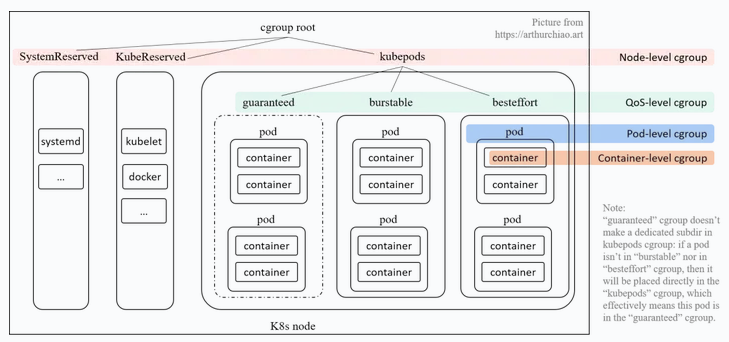 cgroup root
Picture from
https://arthurchiao.art
SystemReserved
KubeReserved
kubepods
Node-level cgroup
guaranteed
burstable
besteffort
QoS-level cgroup
pod
pod
pod
Pod-level cgroup
systemd
kubelet
container
container
container
Container-level cgroup
...
docker
container
container
container
...
pod
pod
pod
container
container
container
container
container
container
Note:
“guaranteed” cgroup doesn’t
make a dedicated subdir in
kubepods cgroup: if a pod
isn’t in “burstable” nor in
“besteffort” cgroup, then it
will be placed directly in the
“kubepods” cgroup, which
effectively means this pod is
in the “guaranteed” cgroup.
K8s node